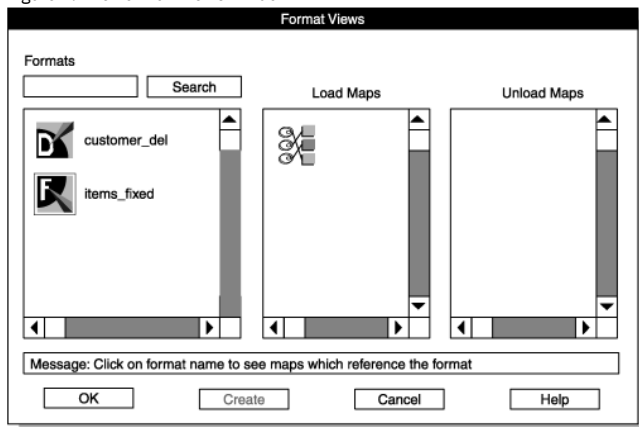 Format Views
Formats
Search
Load Maps
Unload Maps
D customer_del
F items_fixed
Message: Click on format name to see maps which reference the format
OK Create Cancel Help